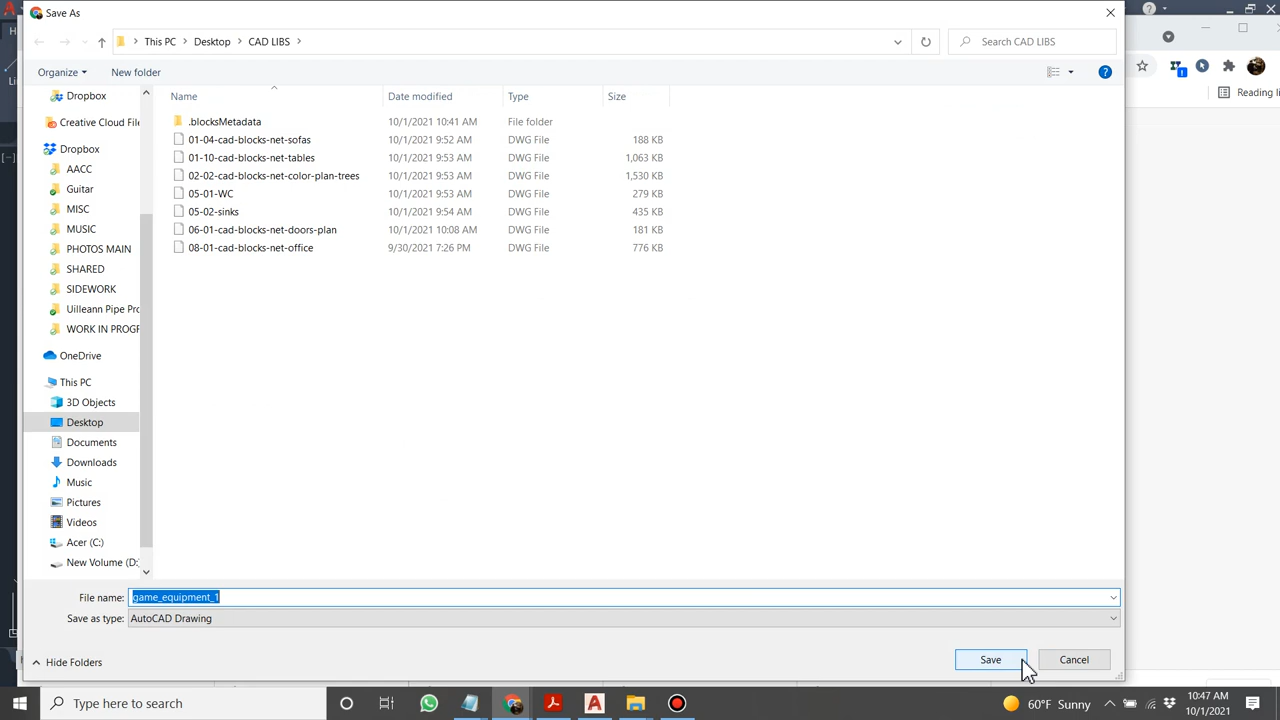 Save As
This PC > Desktop > CAD LIBS >
Search CAD LIBS
Organize
New folder
Name
Date modified
Type
Size
Dropbox
Creative Cloud File
Dropbox
AACC
Guitar
MISC
MUSIC
PHOTOS MAIN
SHARED
SIDEWORK
Uilleann Pipe Pro
WORK IN PROGR
OneDrive
This PC
3D Objects
Desktop
Documents
Downloads
Music
Pictures
Videos
Acer (C:)
New Volume (D:
.blocksMetadata 10/1/2021 10:41 AM File folder
01-04-cad-blocks-net-sofas 10/1/2021 9:52 AM DWG File 188 KB
01-10-cad-blocks-net-tables 10/1/2021 9:53 AM DWG File 1,063 KB
02-02-cad-blocks-net-color-plan-trees 10/1/2021 9:53 AM DWG File 1,530 KB
05-01-WC 10/1/2021 9:53 AM DWG File 279 KB
05-02-sinks 10/1/2021 9:54 AM DWG File 435 KB
06-01-cad-blocks-net-doors-plan 10/1/2021 10:08 AM DWG File 181 KB
08-01-cad-blocks-net-office 9/30/2021 7:26 PM DWG File 776 KB
File name: game_equipment_1
Save as type: AutoCAD Drawing
Hide Folders
Save
Cancel
Reading li
Type here to search
60°F Sunny
10:47 AM
10/1/2021